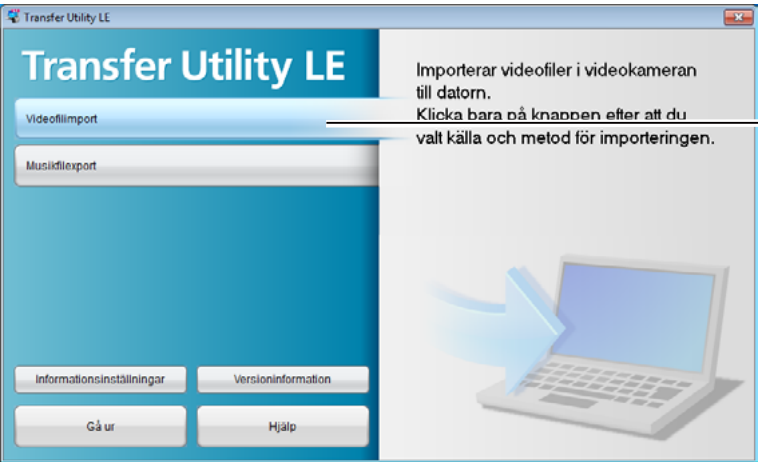 Transfer Utility LE
Transfer Utility LE
Videofilimport
Musikfilexport
Importerar videofiler i videokameran
till datorn.
Klicka bara på knappen efter att du
valt källa och metod för importeringen.
Informationsinställningar
Versioninformation
Gå ur
Hjälp